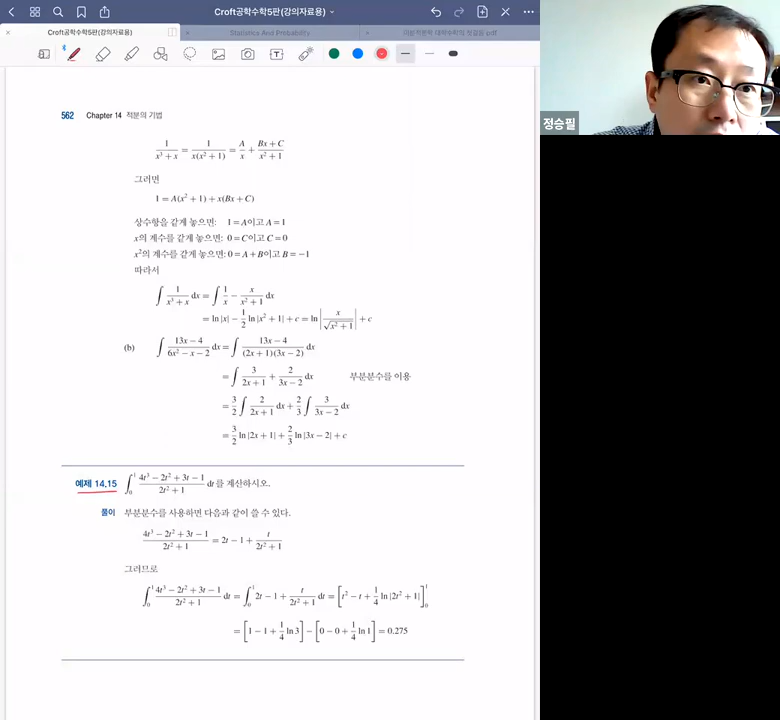 Croft공학수학5판(강의자료용)
Croft공학수학5판(강의자료용)
Statistics And Probability
정승필
562 Chapter 14 적분의 기법
1/(x³ + x) = 1/(x(x² + 1)) = A/x + (Bx + C)/(x² + 1)
그러면
1 = A(x² + 1) + x(Bx + C)
상수항을 같게 놓으면: 1 = A이고 A = 1
x의 계수를 같게 놓으면: 0 = C이고 C = 0
x²의 계수를 같게 놓으면: 0 = A + B이고 B = −1
따라서
∫ 1/(x³ + x) dx = ∫ 1/x − x/(x² + 1) dx
= ln |x| − 1/2 ln |x² + 1| + c = ln |x/√(x² + 1)| + c
(b) ∫ (13x − 4)/(6x² − x − 2) dx = ∫ (13x − 4)/((2x + 1)(3x − 2)) dx
= ∫ 3/(2x + 1) + 2/(3x − 2) dx 부분분수를 이용
= 3/2 ∫ 2/(2x + 1) dx + 2/3 ∫ 3/(3x − 2) dx
= 3/2 ln |2x + 1| + 2/3 ln |3x − 2| + c
예제 14.15 ∫₀¹ (4t³ − 2t² + 3t − 1)/(2t² + 1) dt를 계산하시오.
풀이 부분분수를 사용하면 다음과 같이 쓸 수 있다.
(4t³ − 2t² + 3t − 1)/(2t² + 1) = 2t − 1 + t/(2t² + 1)
그러므로
∫₀¹ (4t³ − 2t² + 3t − 1)/(2t² + 1) dt = ∫₀¹ 2t − 1 + t/(2t² + 1) dt = [t² − t + 1/4 ln |2t² + 1|]₀¹
= [1 − 1 + 1/4 ln 3] − [0 − 0 + 1/4 ln 1] = 0.275